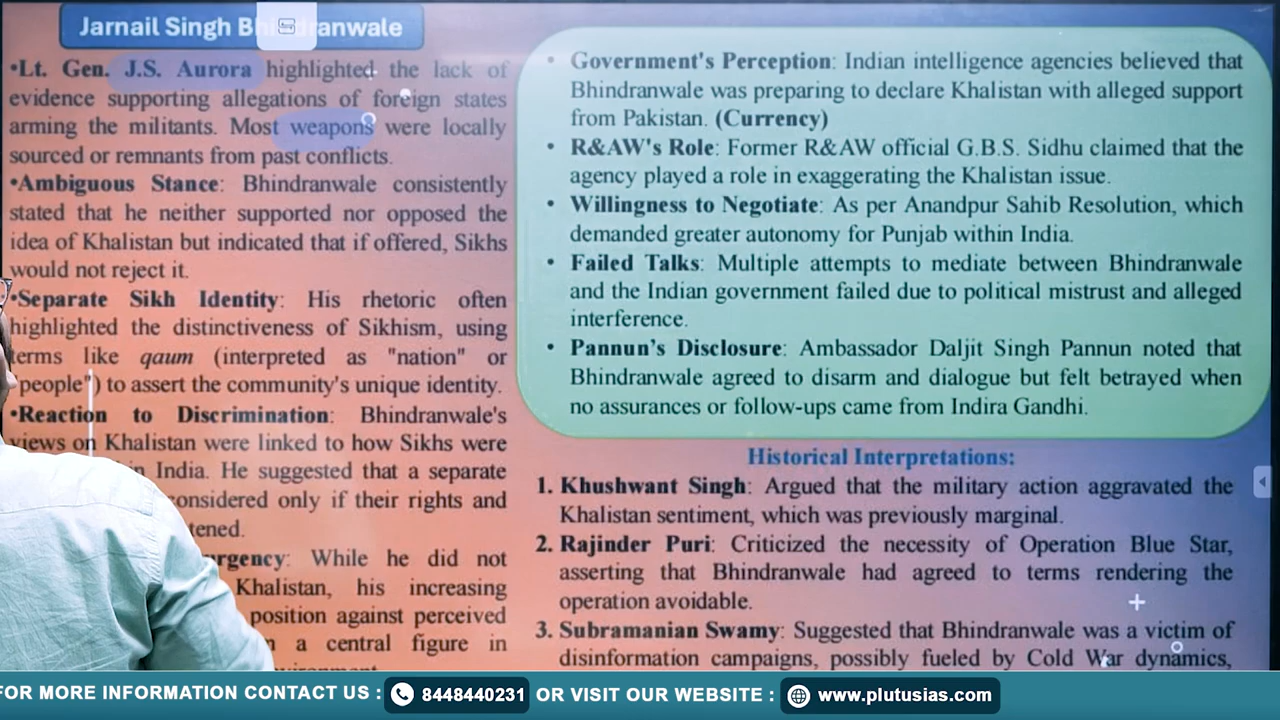 Jarnail Singh Bhindranwale
•Lt. Gen. J.S. Aurora highlighted the lack of
evidence supporting allegations of foreign states
arming the militants. Most weapons were locally
sourced or remnants from past conflicts.
•Ambiguous Stance: Bhindranwale consistently
stated that he neither supported nor opposed the
idea of Khalistan but indicated that if offered, Sikhs
would not reject it.
•Separate Sikh Identity: His rhetoric often
highlighted the distinctiveness of Sikhism, using
terms like qaum (interpreted as "nation" or
"people") to assert the community's unique identity.
•Reaction to Discrimination: Bhindranwale's
views on Khalistan were linked to how Sikhs were
in India. He suggested that a separate
considered only if their rights and
While he did not
Khalistan, his increasing
position against perceived
a central figure in
• Government's Perception: Indian intelligence agencies believed that
Bhindranwale was preparing to declare Khalistan with alleged support
from Pakistan. (Currency)
• R&AW's Role: Former R&AW official G.B.S. Sidhu claimed that the
agency played a role in exaggerating the Khalistan issue.
• Willingness to Negotiate: As per Anandpur Sahib Resolution, which
demanded greater autonomy for Punjab within India.
• Failed Talks: Multiple attempts to mediate between Bhindranwale
and the Indian government failed due to political mistrust and alleged
interference.
• Pannun's Disclosure: Ambassador Daljit Singh Pannun noted that
Bhindranwale agreed to disarm and dialogue but felt betrayed when
no assurances or follow-ups came from Indira Gandhi.
Historical Interpretations:
1. Khushwant Singh: Argued that the military action aggravated the
Khalistan sentiment, which was previously marginal.
2. Rajinder Puri: Criticized the necessity of Operation Blue Star,
asserting that Bhindranwale had agreed to terms rendering the
operation avoidable.
3. Subramanian Swamy: Suggested that Bhindranwale was a victim of
disinformation campaigns, possibly fueled by Cold War dynamics,
FOR MORE INFORMATION CONTACT US : 8448440231 OR VISIT OUR WEBSITE : www.plutusias.com